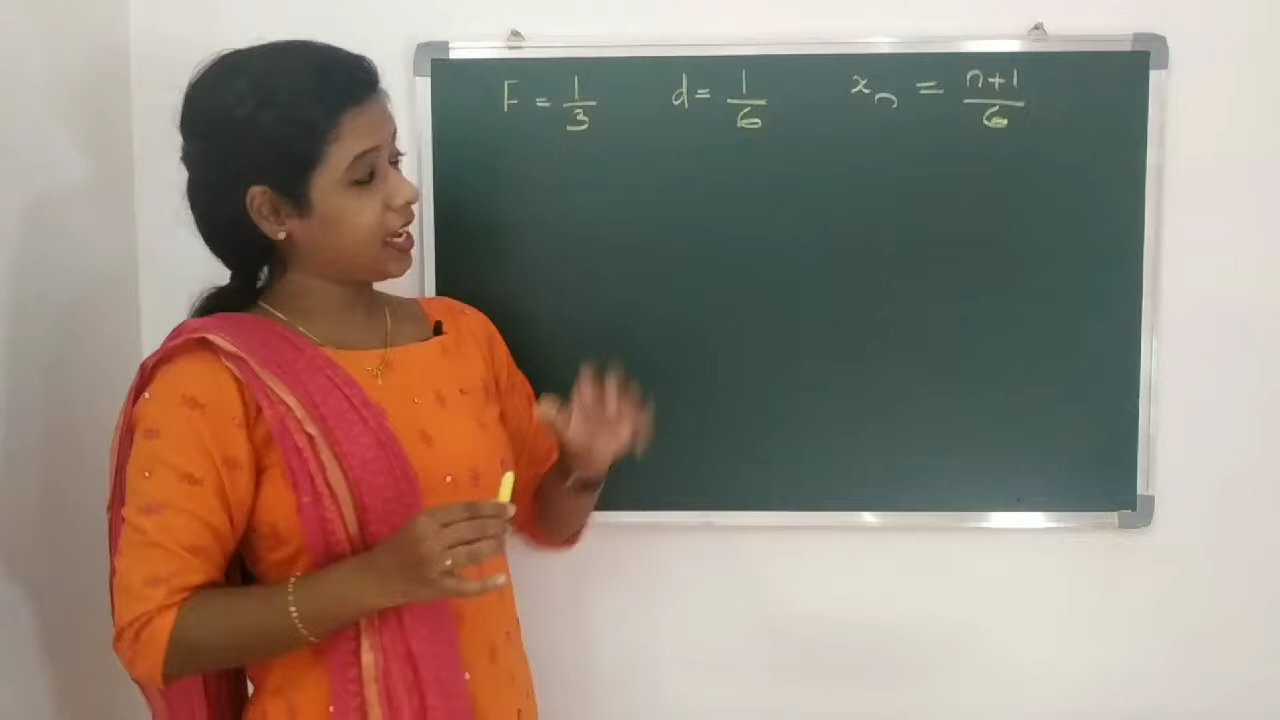 F = 1/3 d = 1/6 xₙ = n+1/6